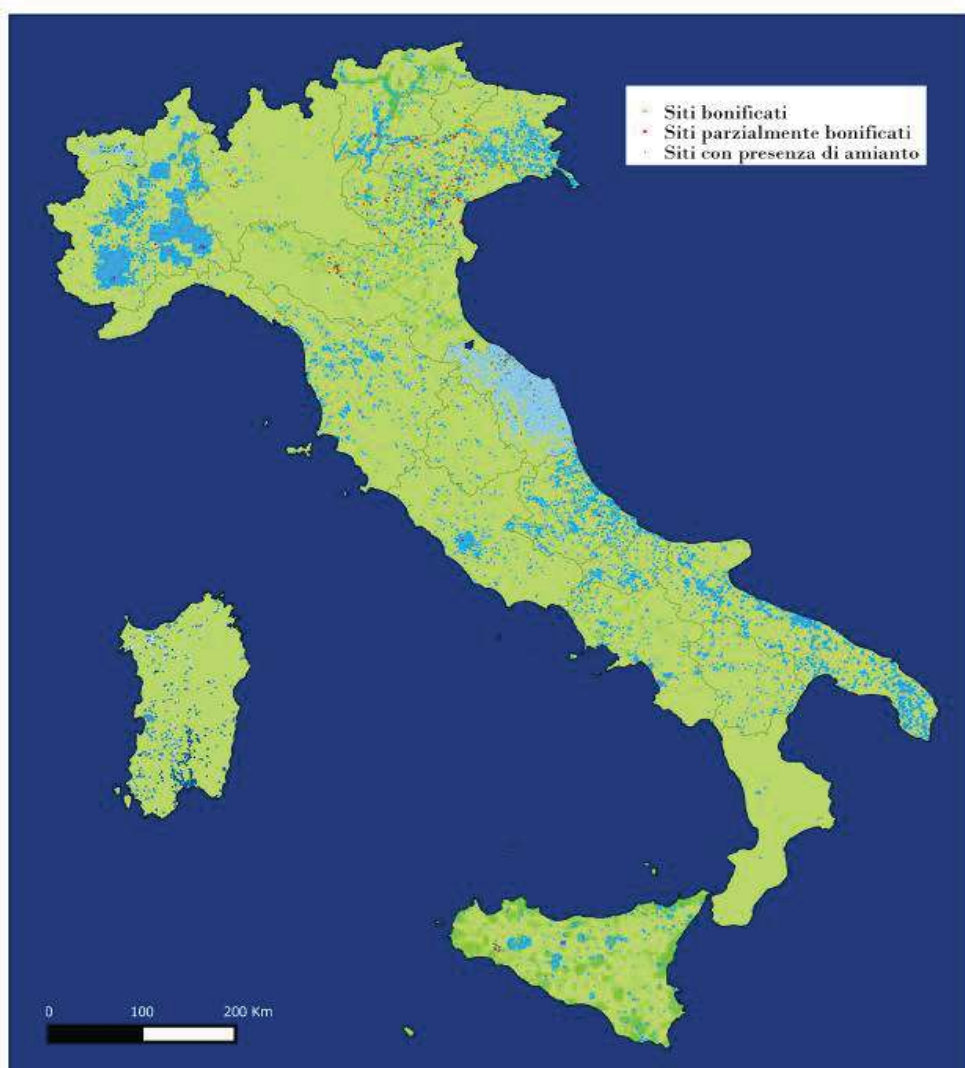 Siti bonificati
Siti parzialmente bonificati
Siti con presenza di amianto
0 100 200 Km